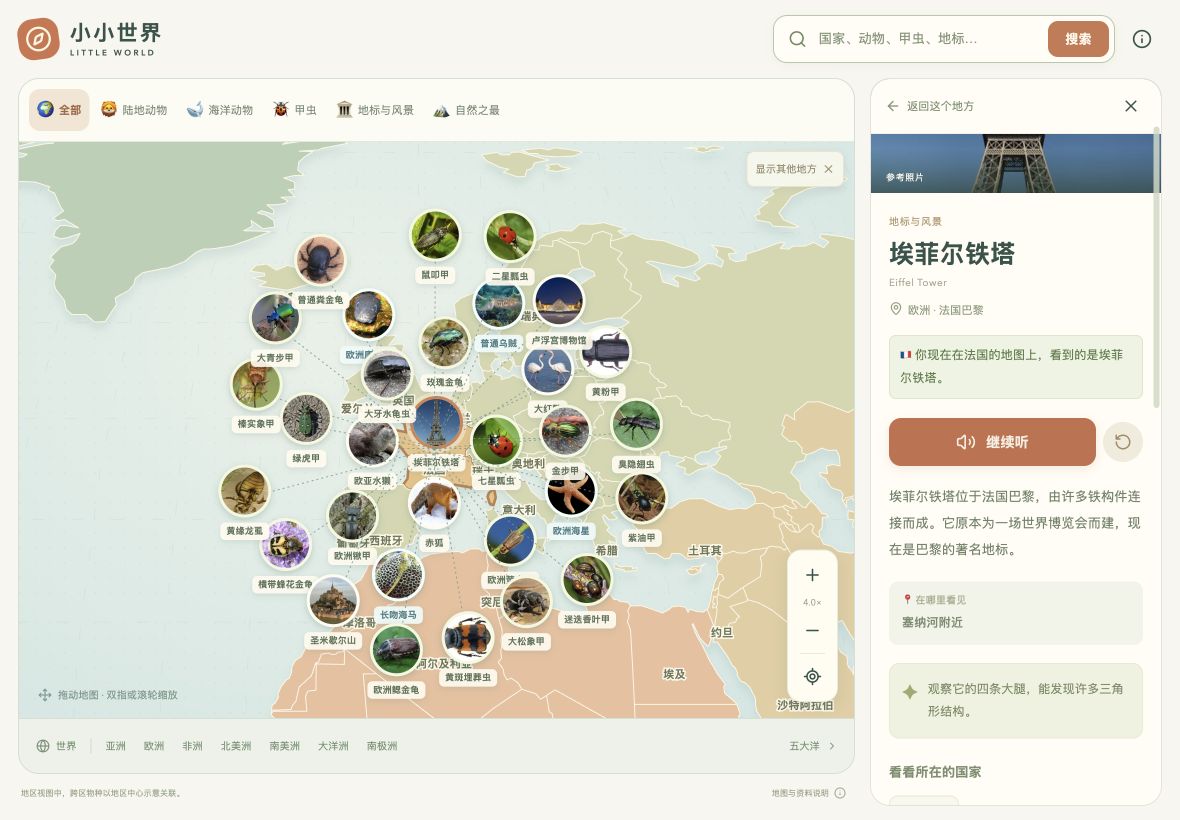 小小世界
LITTLE WORLD
国家、动物、甲虫、地标…
搜索
全部
陆地动物
海洋动物
甲虫
地标与风景
自然之最
显示其他地方
鼠叩甲
二星瓢虫
普通粪金龟
卢浮宫博物馆
大青步甲
普通乌贼
玫瑰金龟
黄粉甲
英国
大牙水龟虫
榛实象甲
绿虎甲
埃菲尔铁塔
七星瓢虫
奥地利
金步甲
臭隐翅虫
欧亚水獭
意大利
黄缘龙虱
欧洲海星
紫油甲
赤狐
西班牙
欧洲锹甲
希腊
土耳其
横带蜂花金龟
长吻海马
迷迭香叶甲
圣米歇尔山
大松象甲
约旦
阿尔及利亚
黄斑埋葬虫
埃及
欧洲鳃金龟
沙特阿拉伯
4.0×
拖动地图 · 双指或滚轮缩放
世界
亚洲
欧洲
非洲
北美洲
南美洲
大洋洲
南极洲
五大洋
地区视图中，跨区物种以地区中心示意关联。
地图与资料说明
返回这个地方
参考照片
地标与风景
埃菲尔铁塔
Eiffel Tower
欧洲 · 法国巴黎
你现在在法国的地图上，看到的是埃菲
尔铁塔。
继续听
埃菲尔铁塔位于法国巴黎，由许多铁构件连
接而成。它原本为一场世界博览会而建，现
在是巴黎的著名地标。
在哪里看见
塞纳河附近
观察它的四条大腿，能发现许多三角
形结构。
看看所在的国家